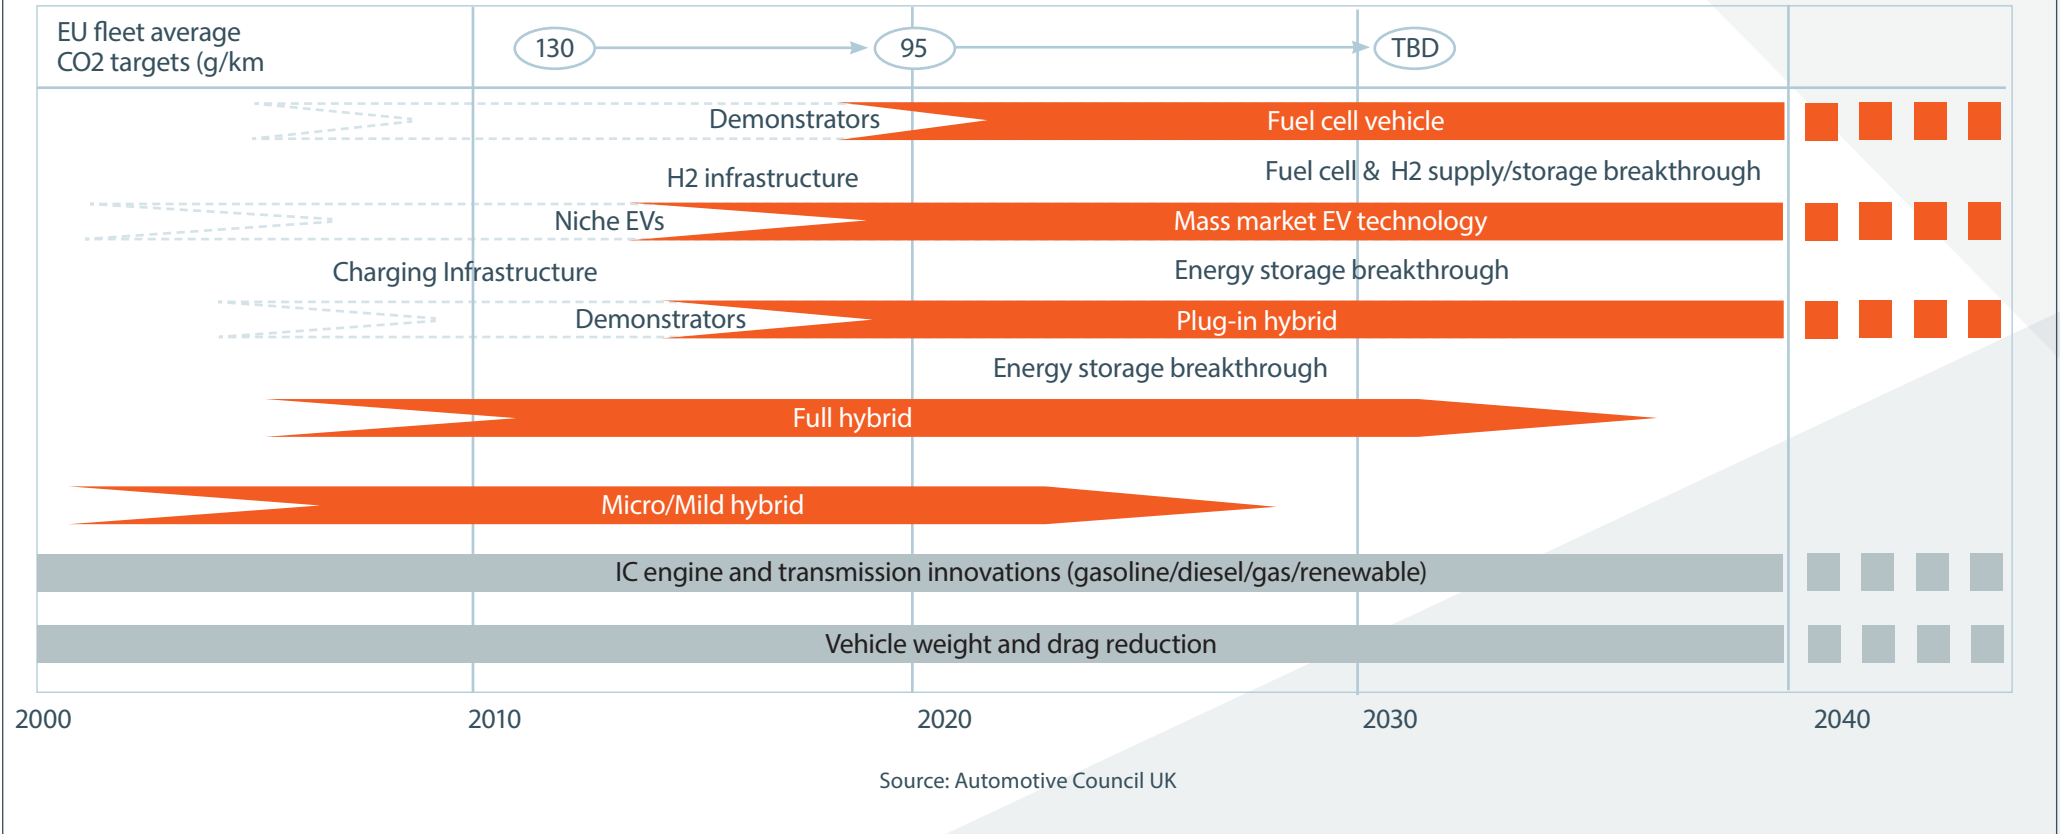 EU fleet average
CO2 targets (g/km
130
95
TBD
Demonstrators
Fuel cell vehicle
H2 infrastructure
Fuel cell & H2 supply/storage breakthrough
Niche EVs
Mass market EV technology
Charging Infrastructure
Energy storage breakthrough
Demonstrators
Plug-in hybrid
Energy storage breakthrough
Full hybrid
Micro/Mild hybrid
IC engine and transmission innovations (gasoline/diesel/gas/renewable)
Vehicle weight and drag reduction
2000
2010
2020
2030
2040
Source: Automotive Council UK